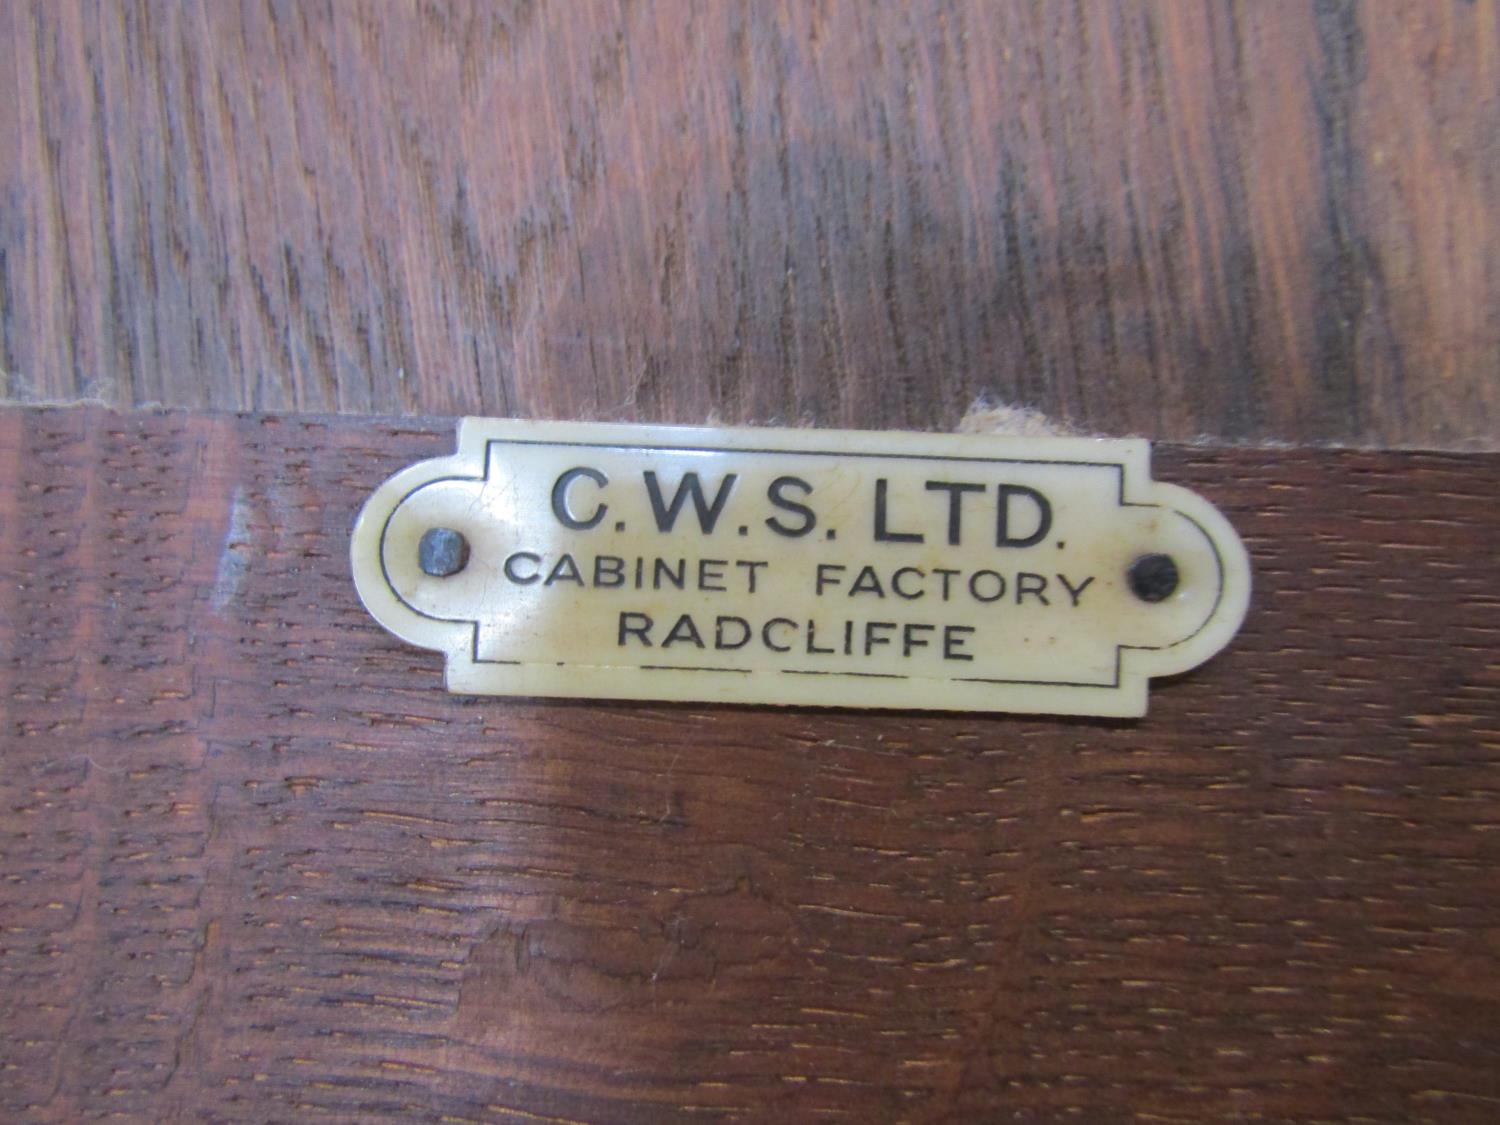 C.W.S. LTD.
CABINET FACTORY
RADCLIFFE